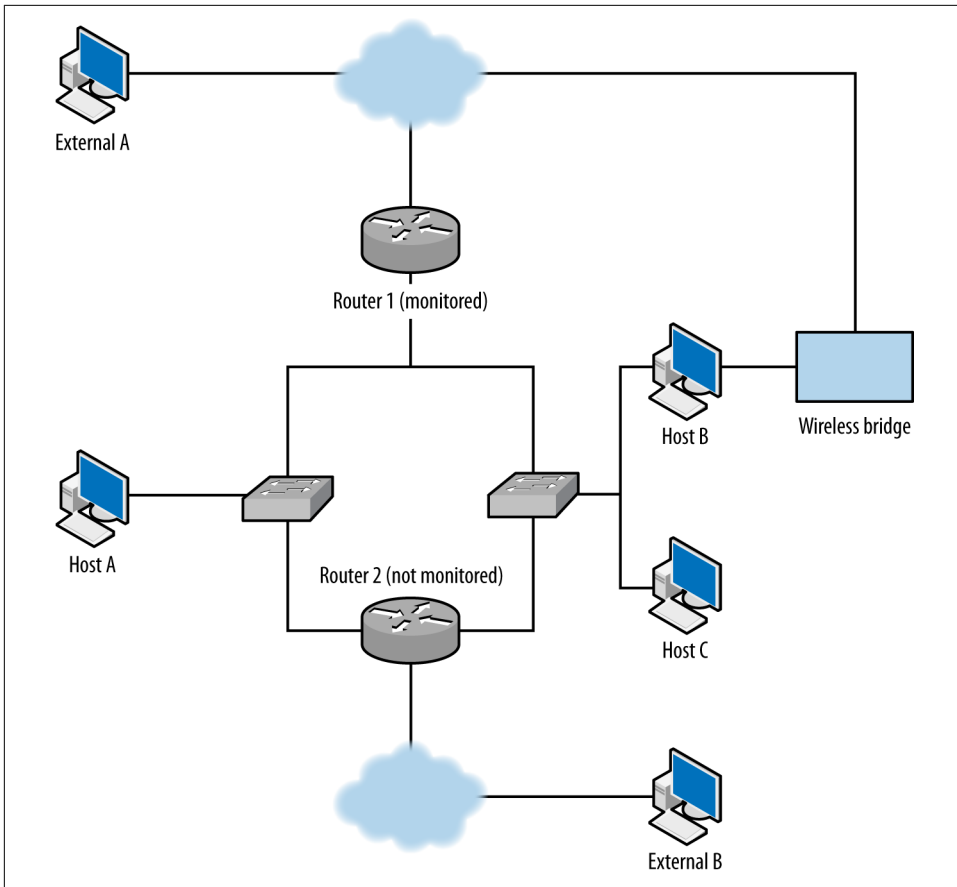 External A
Router 1 (monitored)
Host B
Wireless bridge
Host A
Router 2 (not monitored)
Host C
External B